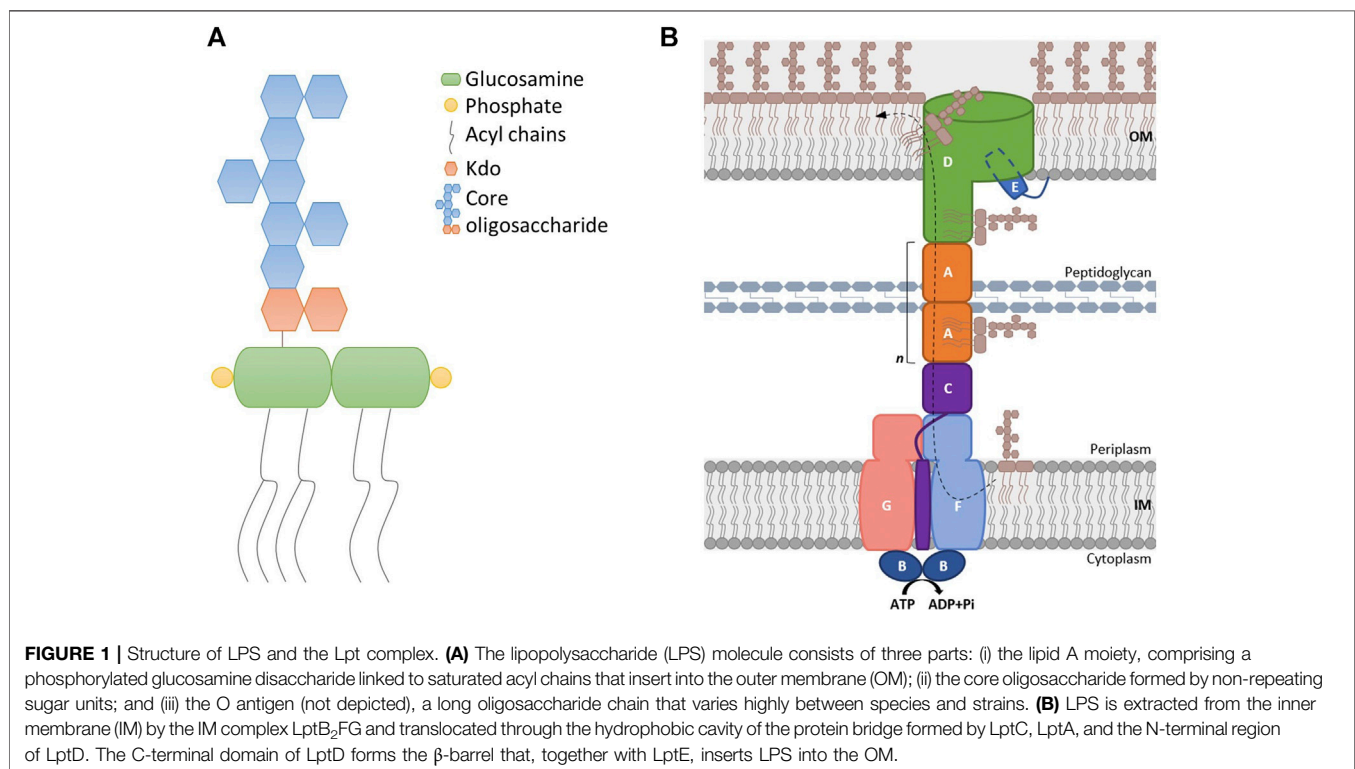 A
Glucosamine
Phosphate
Acyl chains
Kdo
Core
oligosaccharide
B
OM
D
E
A
Peptidoglycan
A
n
C
Periplasm
G
F
IM
Cytoplasm
B
B
ATP
ADP+Pi
FIGURE 1 | Structure of LPS and the Lpt complex. (A) The lipopolysaccharide (LPS) molecule consists of three parts: (i) the lipid A moiety, comprising a
phosphorylated glucosamine disaccharide linked to saturated acyl chains that insert into the outer membrane (OM); (ii) the core oligosaccharide formed by non-repeating
sugar units; and (iii) the O antigen (not depicted), a long oligosaccharide chain that varies highly between species and strains. (B) LPS is extracted from the inner
membrane (IM) by the IM complex LptB₂FG and translocated through the hydrophobic cavity of the protein bridge formed by LptC, LptA, and the N-terminal region
of LptD. The C-terminal domain of LptD forms the β-barrel that, together with LptE, inserts LPS into the OM.